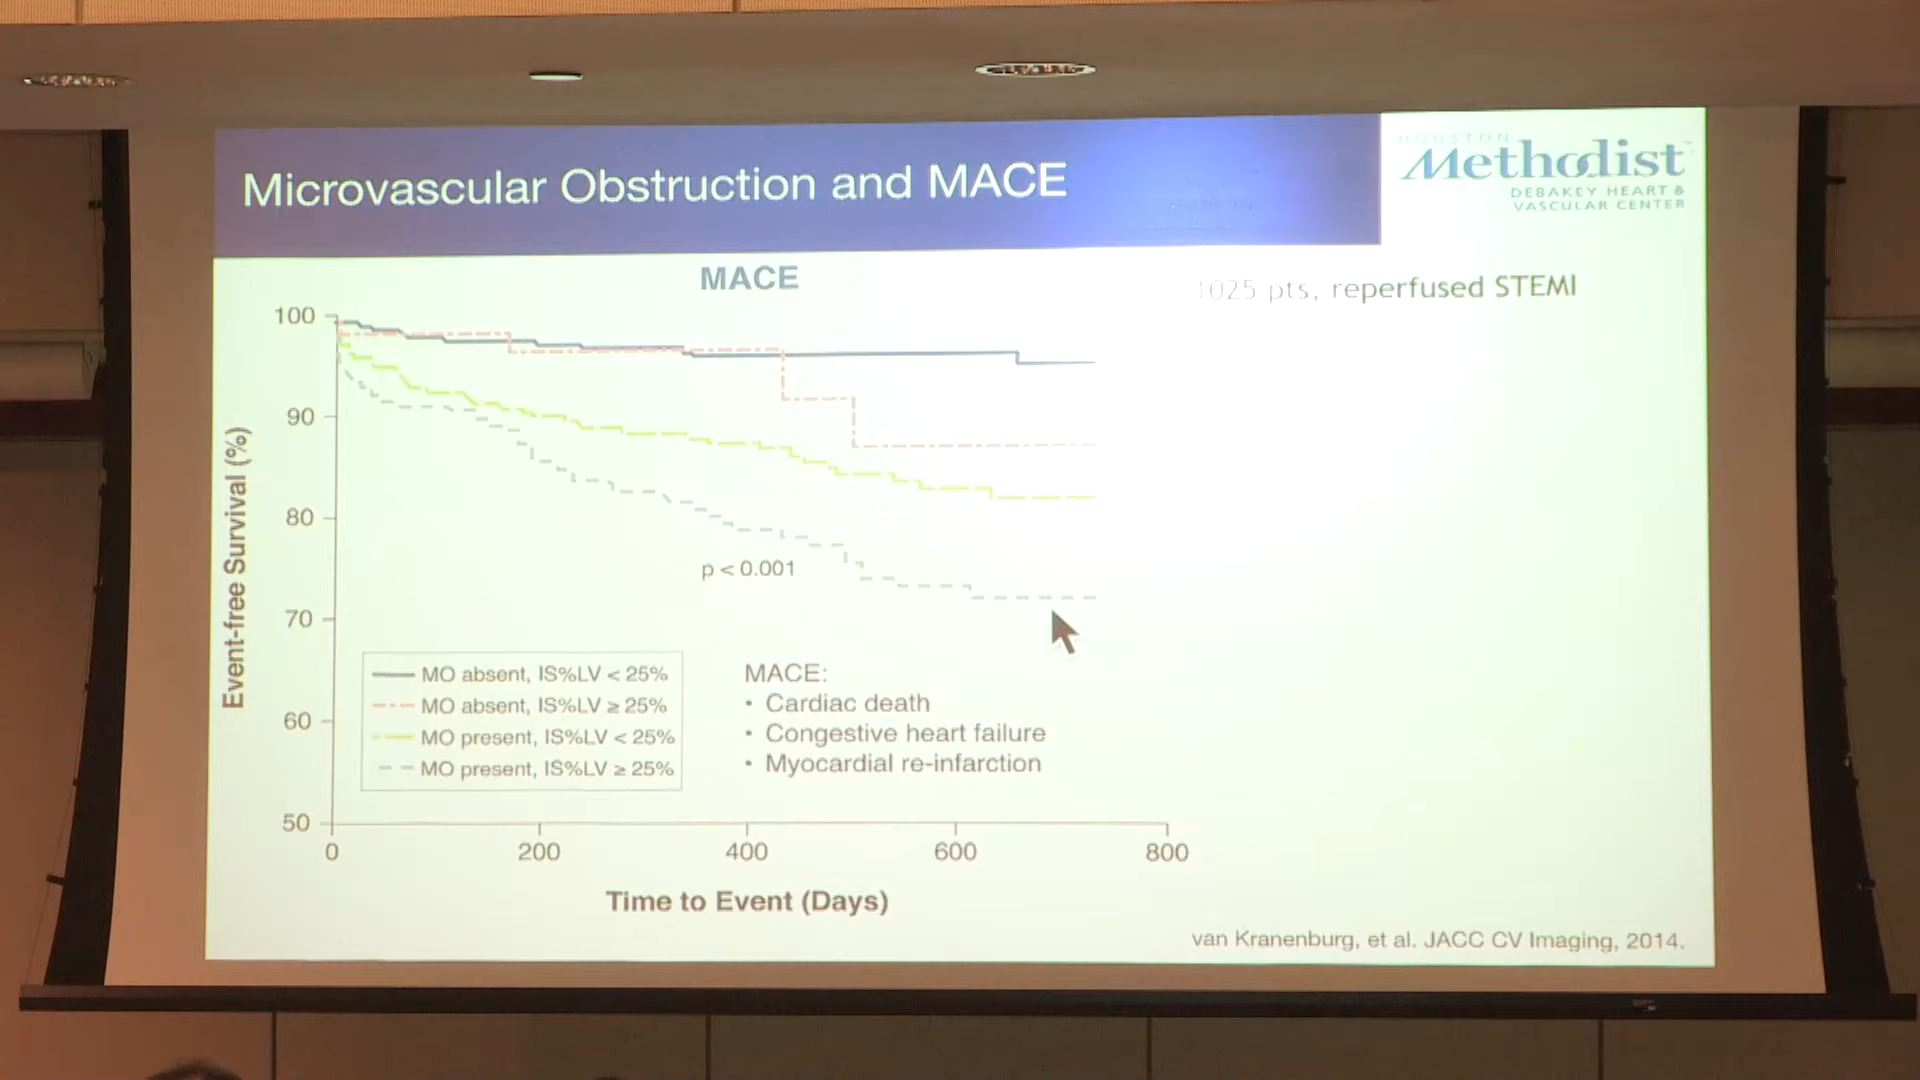 Microvascular Obstruction and MACE
HOUSTON
Methodist
DEBAKEY HEART &
VASCULAR CENTER
MACE
1025 pts, reperfused STEMI
100
90
80
70
60
50
Event-free Survival (%)
p < 0.001
MO absent, IS%LV < 25%
MO absent, IS%LV ≥ 25%
MO present, IS%LV < 25%
MO present, IS%LV ≥ 25%
MACE:
• Cardiac death
• Congestive heart failure
• Myocardial re-infarction
0 200 400 600 800
Time to Event (Days)
van Kranenburg, et al. JACC CV Imaging, 2014.